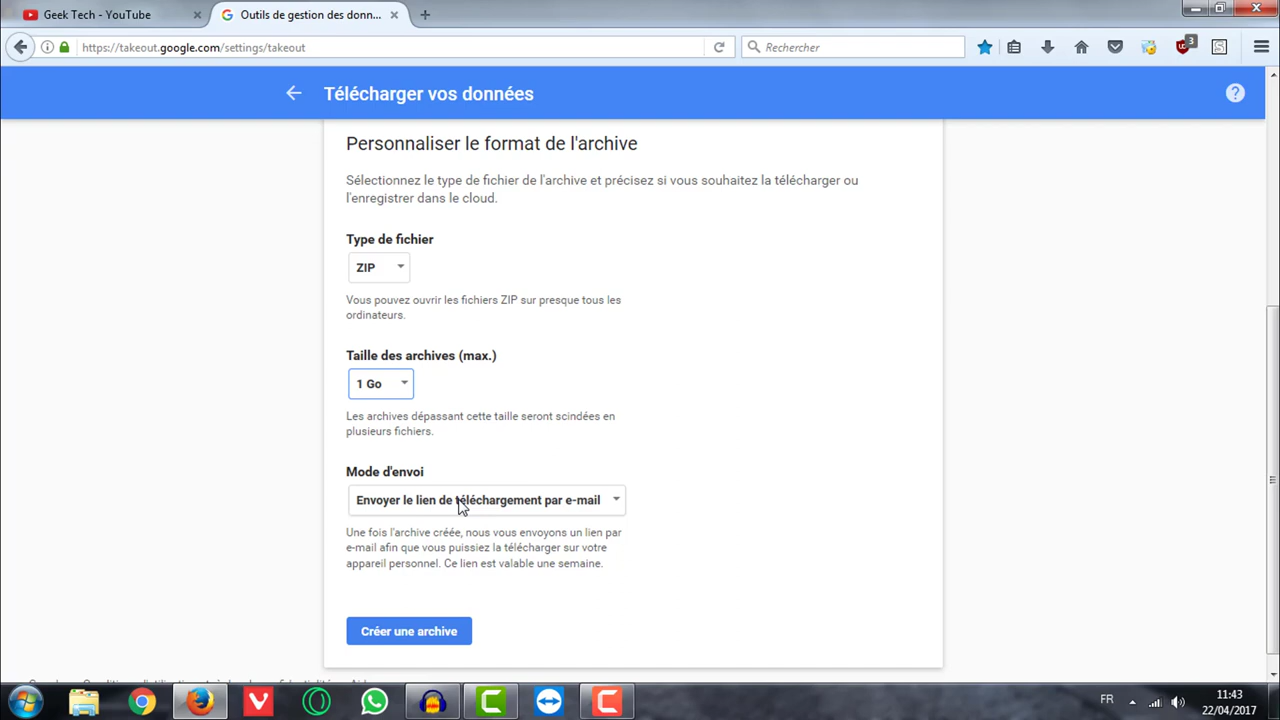 Geek Tech - YouTube
Outils de gestion des donn...
https://takeout.google.com/settings/takeout
Rechercher
3
S
Télécharger vos données
?
Personnaliser le format de l'archive
Sélectionnez le type de fichier de l'archive et précisez si vous souhaitez la télécharger ou
l'enregistrer dans le cloud.
Type de fichier
ZIP
Vous pouvez ouvrir les fichiers ZIP sur presque tous les
ordinateurs.
Taille des archives (max.)
1 Go
Les archives dépassant cette taille seront scindées en
plusieurs fichiers.
Mode d'envoi
Envoyer le lien de téléchargement par e-mail
Une fois l'archive créée, nous vous envoyons un lien par
e-mail afin que vous puissiez la télécharger sur votre
appareil personnel. Ce lien est valable une semaine.
Créer une archive
FR
11:43
22/04/2017